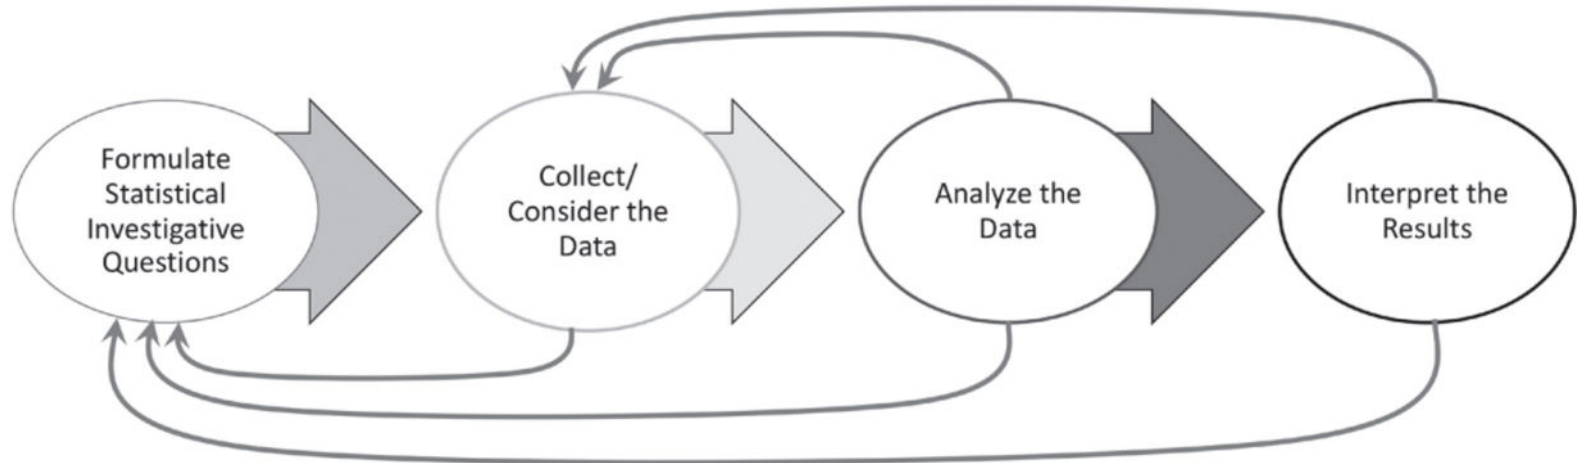 Formulate
Statistical
Investigative
Questions
Collect/
Consider the
Data
Analyze the
Data
Interpret the
Results